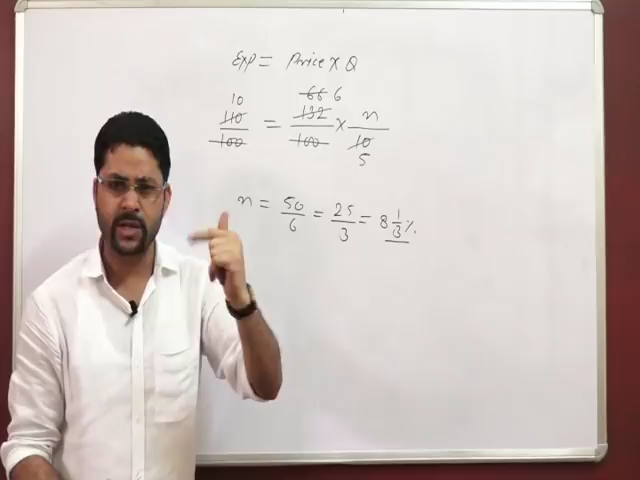 Exp = Price x Q
10 66 6
110/100 = 132/100 x n/10
5
n = 50/6 = 25/3 = 8 1/3 %.